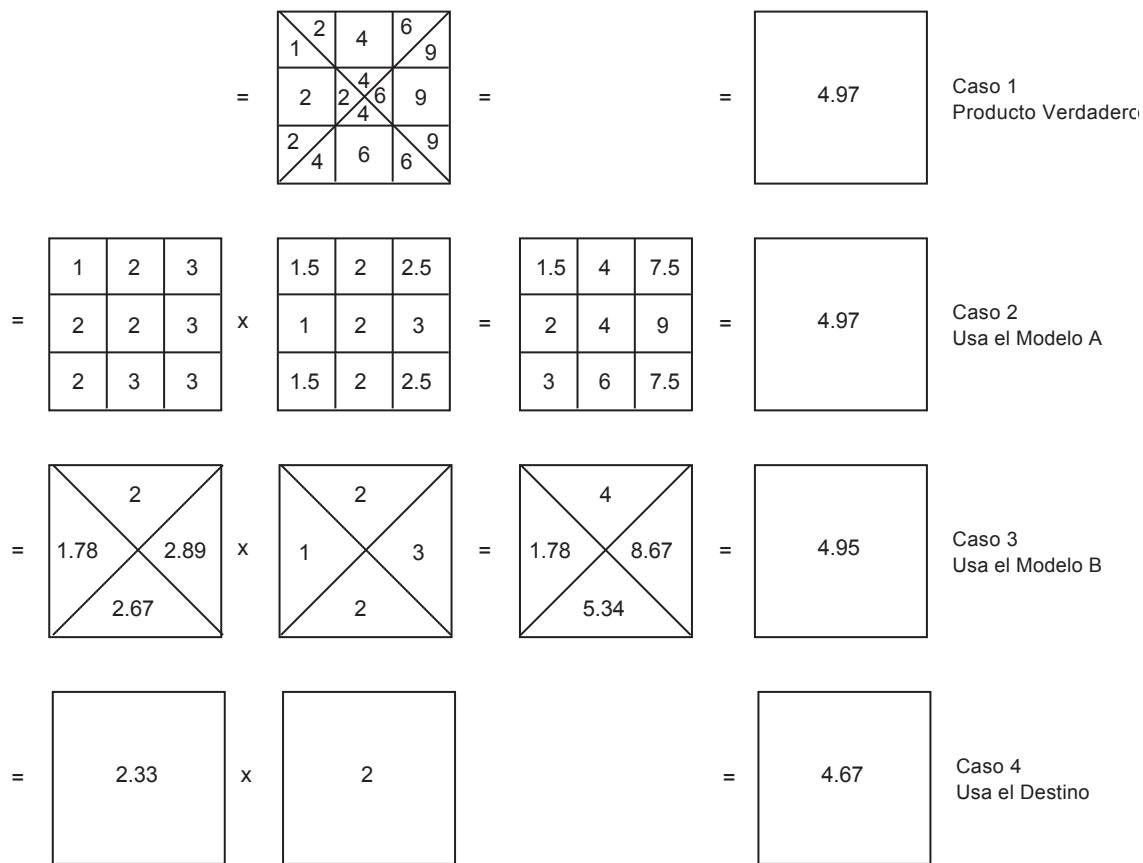 2 4 6
1 9
4
= 2 2 6 9 = = 4.97
4
2 6 9
4 6
Caso 1
Producto Verdadero
1 2 3
2 2 3
2 3 3
=
x
1.5 2 2.5
1 2 3
1.5 2 2.5
=
1.5 4 7.5
2 4 9
3 6 7.5
=
4.97
Caso 2
Usa el Modelo A
=
2
1.78 2.89
2.67
x
2
1 3
2
=
4
1.78 8.67
5.34
=
4.95
Caso 3
Usa el Modelo B
= 2.33 x 2 = 4.67
Caso 4
Usa el Destino